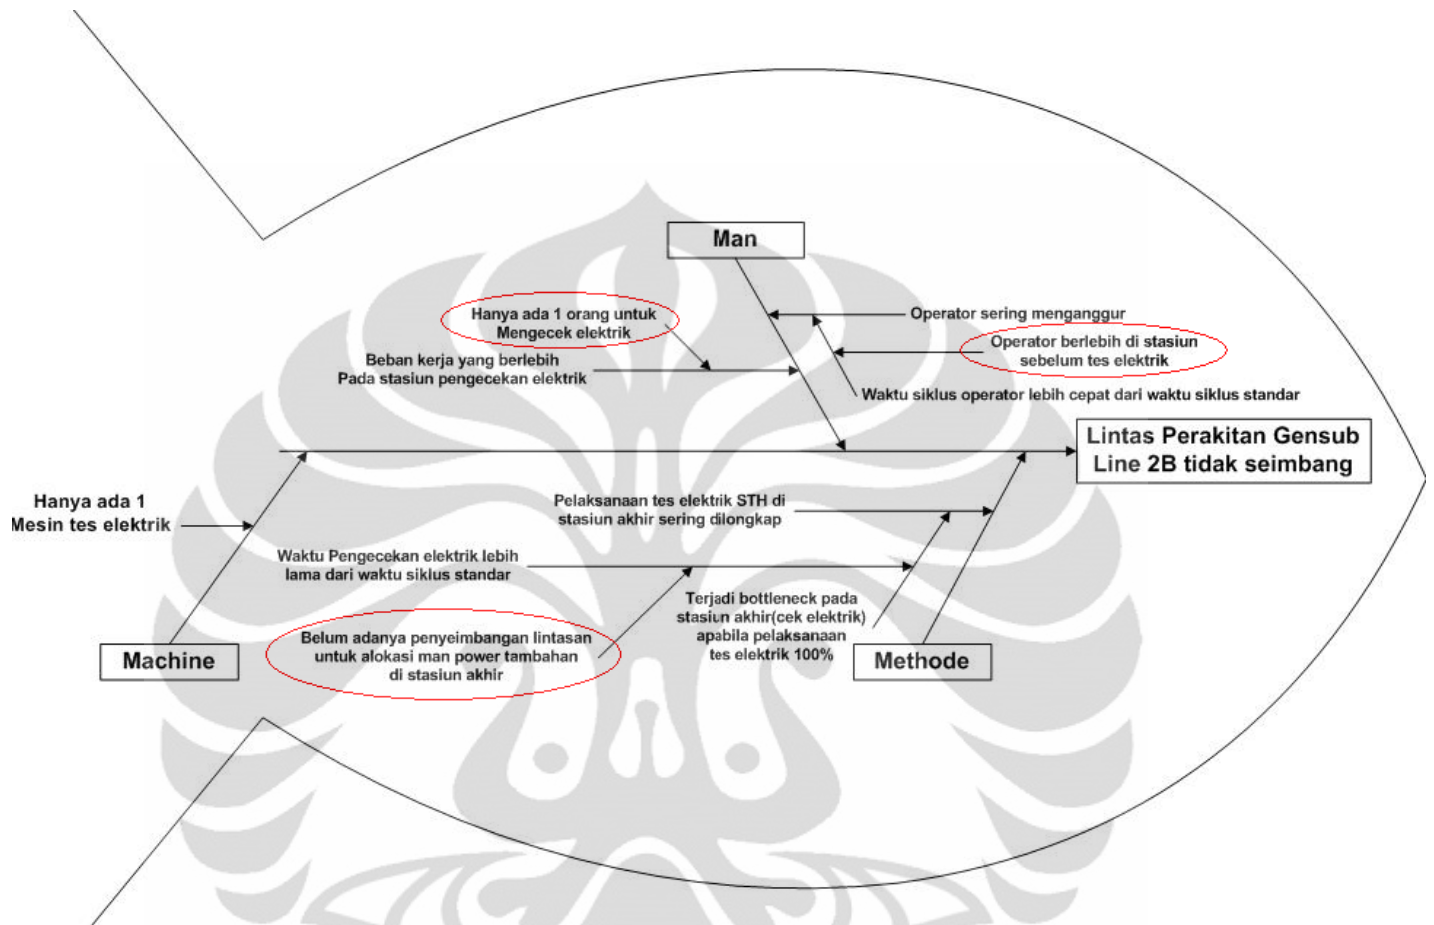 Man
Hanya ada 1 orang untuk
Mengecek elektrik
Operator sering menganggur
Operator berlebih di stasiun
sebelum tes elektrik
Beban kerja yang berlebih
Pada stasiun pengecekan elektrik
Waktu siklus operator lebih cepat dari waktu siklus standar
Lintas Perakitan Gensub
Line 2B tidak seimbang
Hanya ada 1
Mesin tes elektrik
Pelaksanaan tes elektrik STH di
stasiun akhir sering dilongkap
Waktu Pengecekan elektrik lebih
lama dari waktu siklus standar
Terjadi bottleneck pada
stasiun akhir(cek elektrik)
apabila pelaksanaan
tes elektrik 100%
Belum adanya penyeimbangan lintasan
untuk alokasi man power tambahan
di stasiun akhir
Machine
Methode